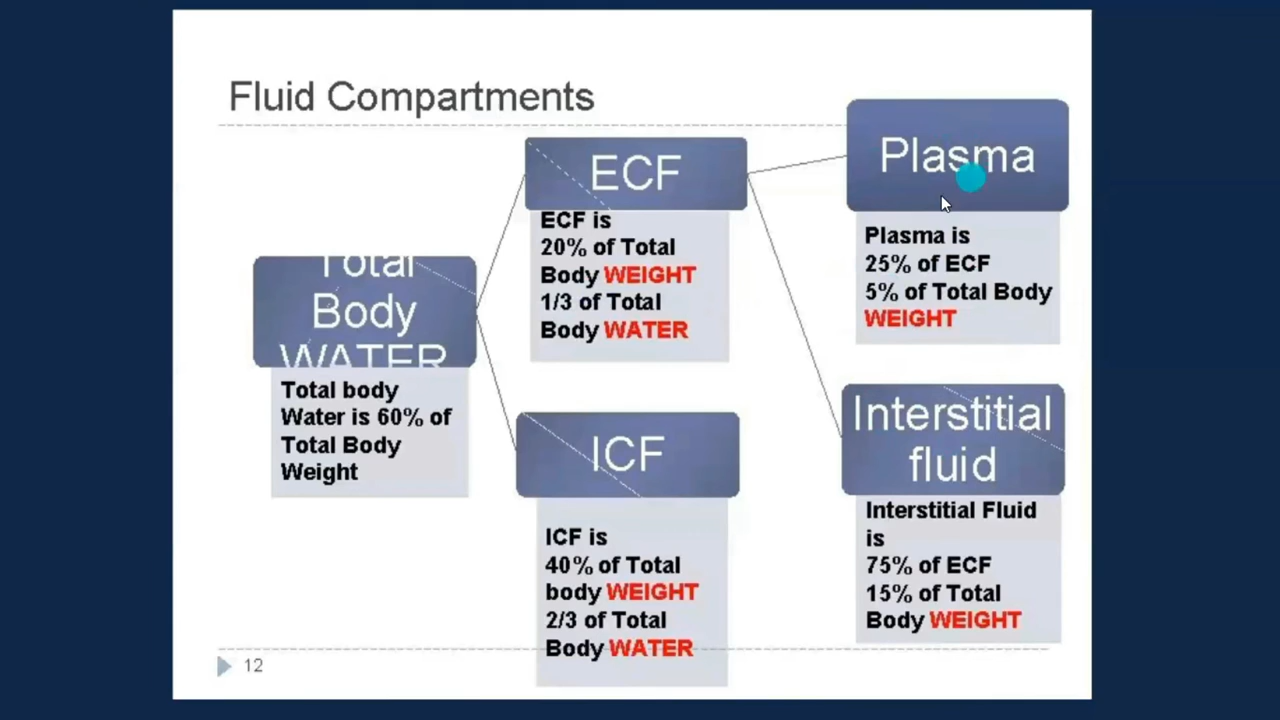 Fluid Compartments
Total
Body
WATER
Total body
Water is 60% of
Total Body
Weight
ECF
ECF is
20% of Total
Body WEIGHT
1/3 of Total
Body WATER
ICF
ICF is
40% of Total
body WEIGHT
2/3 of Total
Body WATER
Plasma
Plasma is
25% of ECF
5% of Total Body
WEIGHT
Interstitial
fluid
Interstitial Fluid
is
75% of ECF
15% of Total
Body WEIGHT
12